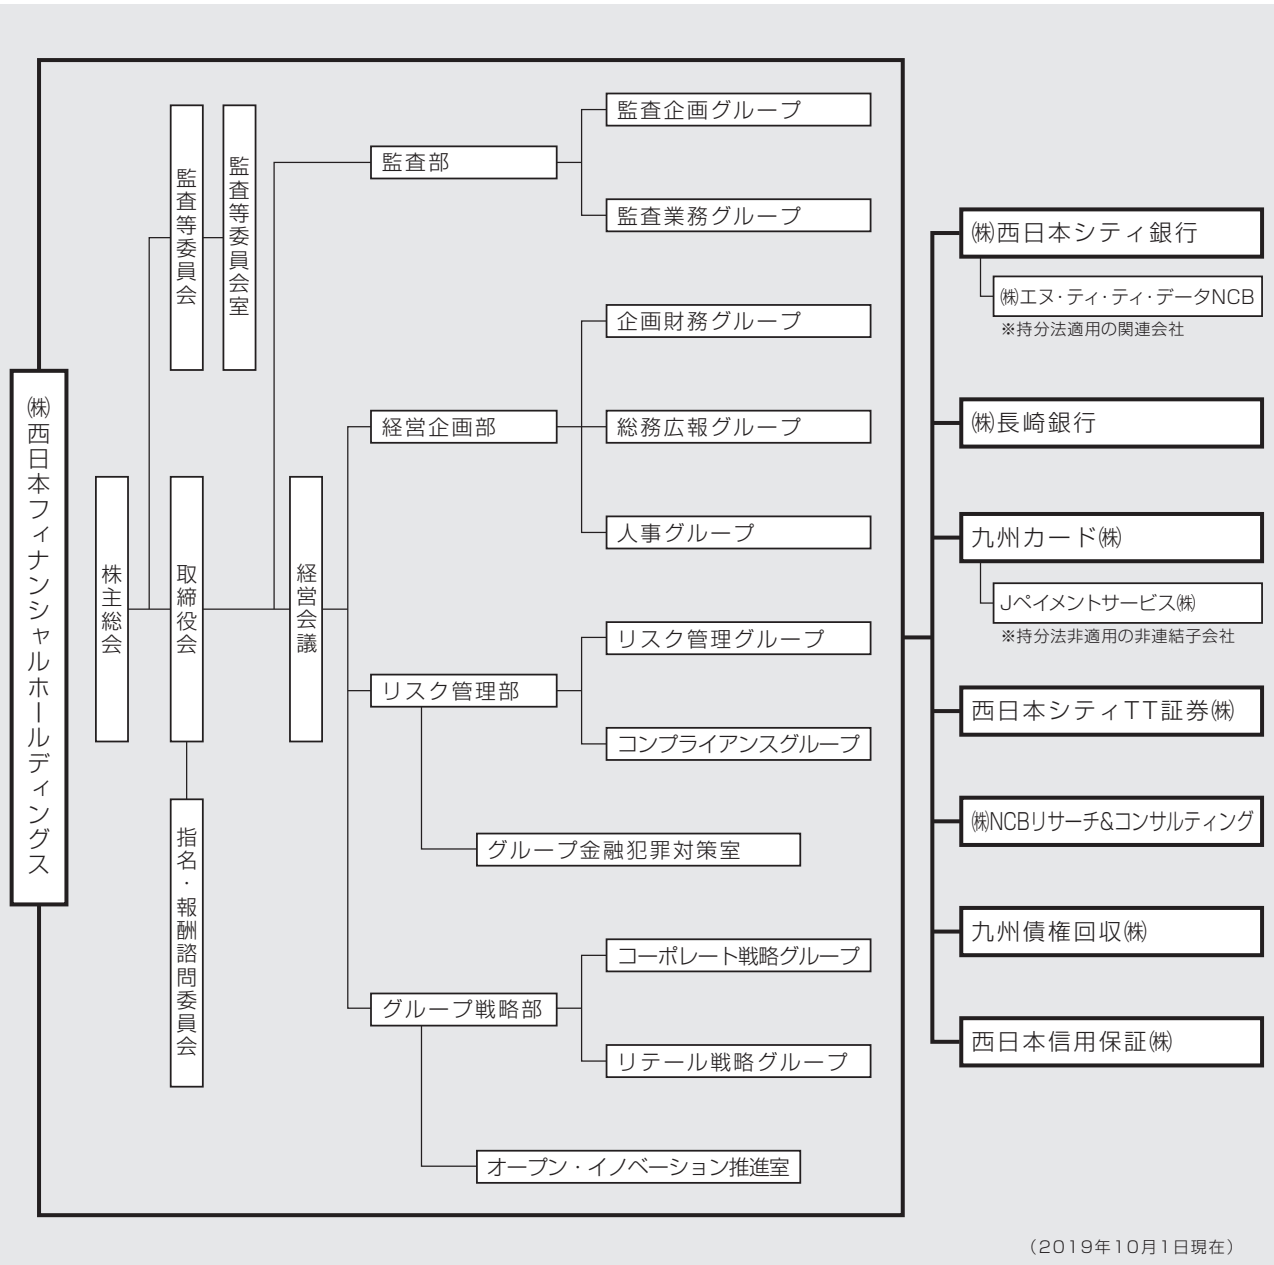 ㈱西日本フィナンシャルホールディングス
株主総会
監査等委員会
監査等委員会室
取締役会
指名・報酬諮問委員会
経営会議
監査部
監査企画グループ
監査業務グループ
経営企画部
企画財務グループ
総務広報グループ
人事グループ
リスク管理部
リスク管理グループ
コンプライアンスグループ
グループ金融犯罪対策室
グループ戦略部
コーポレート戦略グループ
リテール戦略グループ
オープン・イノベーション推進室
㈱西日本シティ銀行
㈱エヌ・ティ・ティ・データNCB
※持分法適用の関連会社
㈱長崎銀行
九州カード㈱
Jペイメントサービス㈱
※持分法非適用の非連結子会社
西日本シティTT証券㈱
㈱NCBリサーチ&コンサルティング
九州債権回収㈱
西日本信用保証㈱
（2019年10月1日現在）